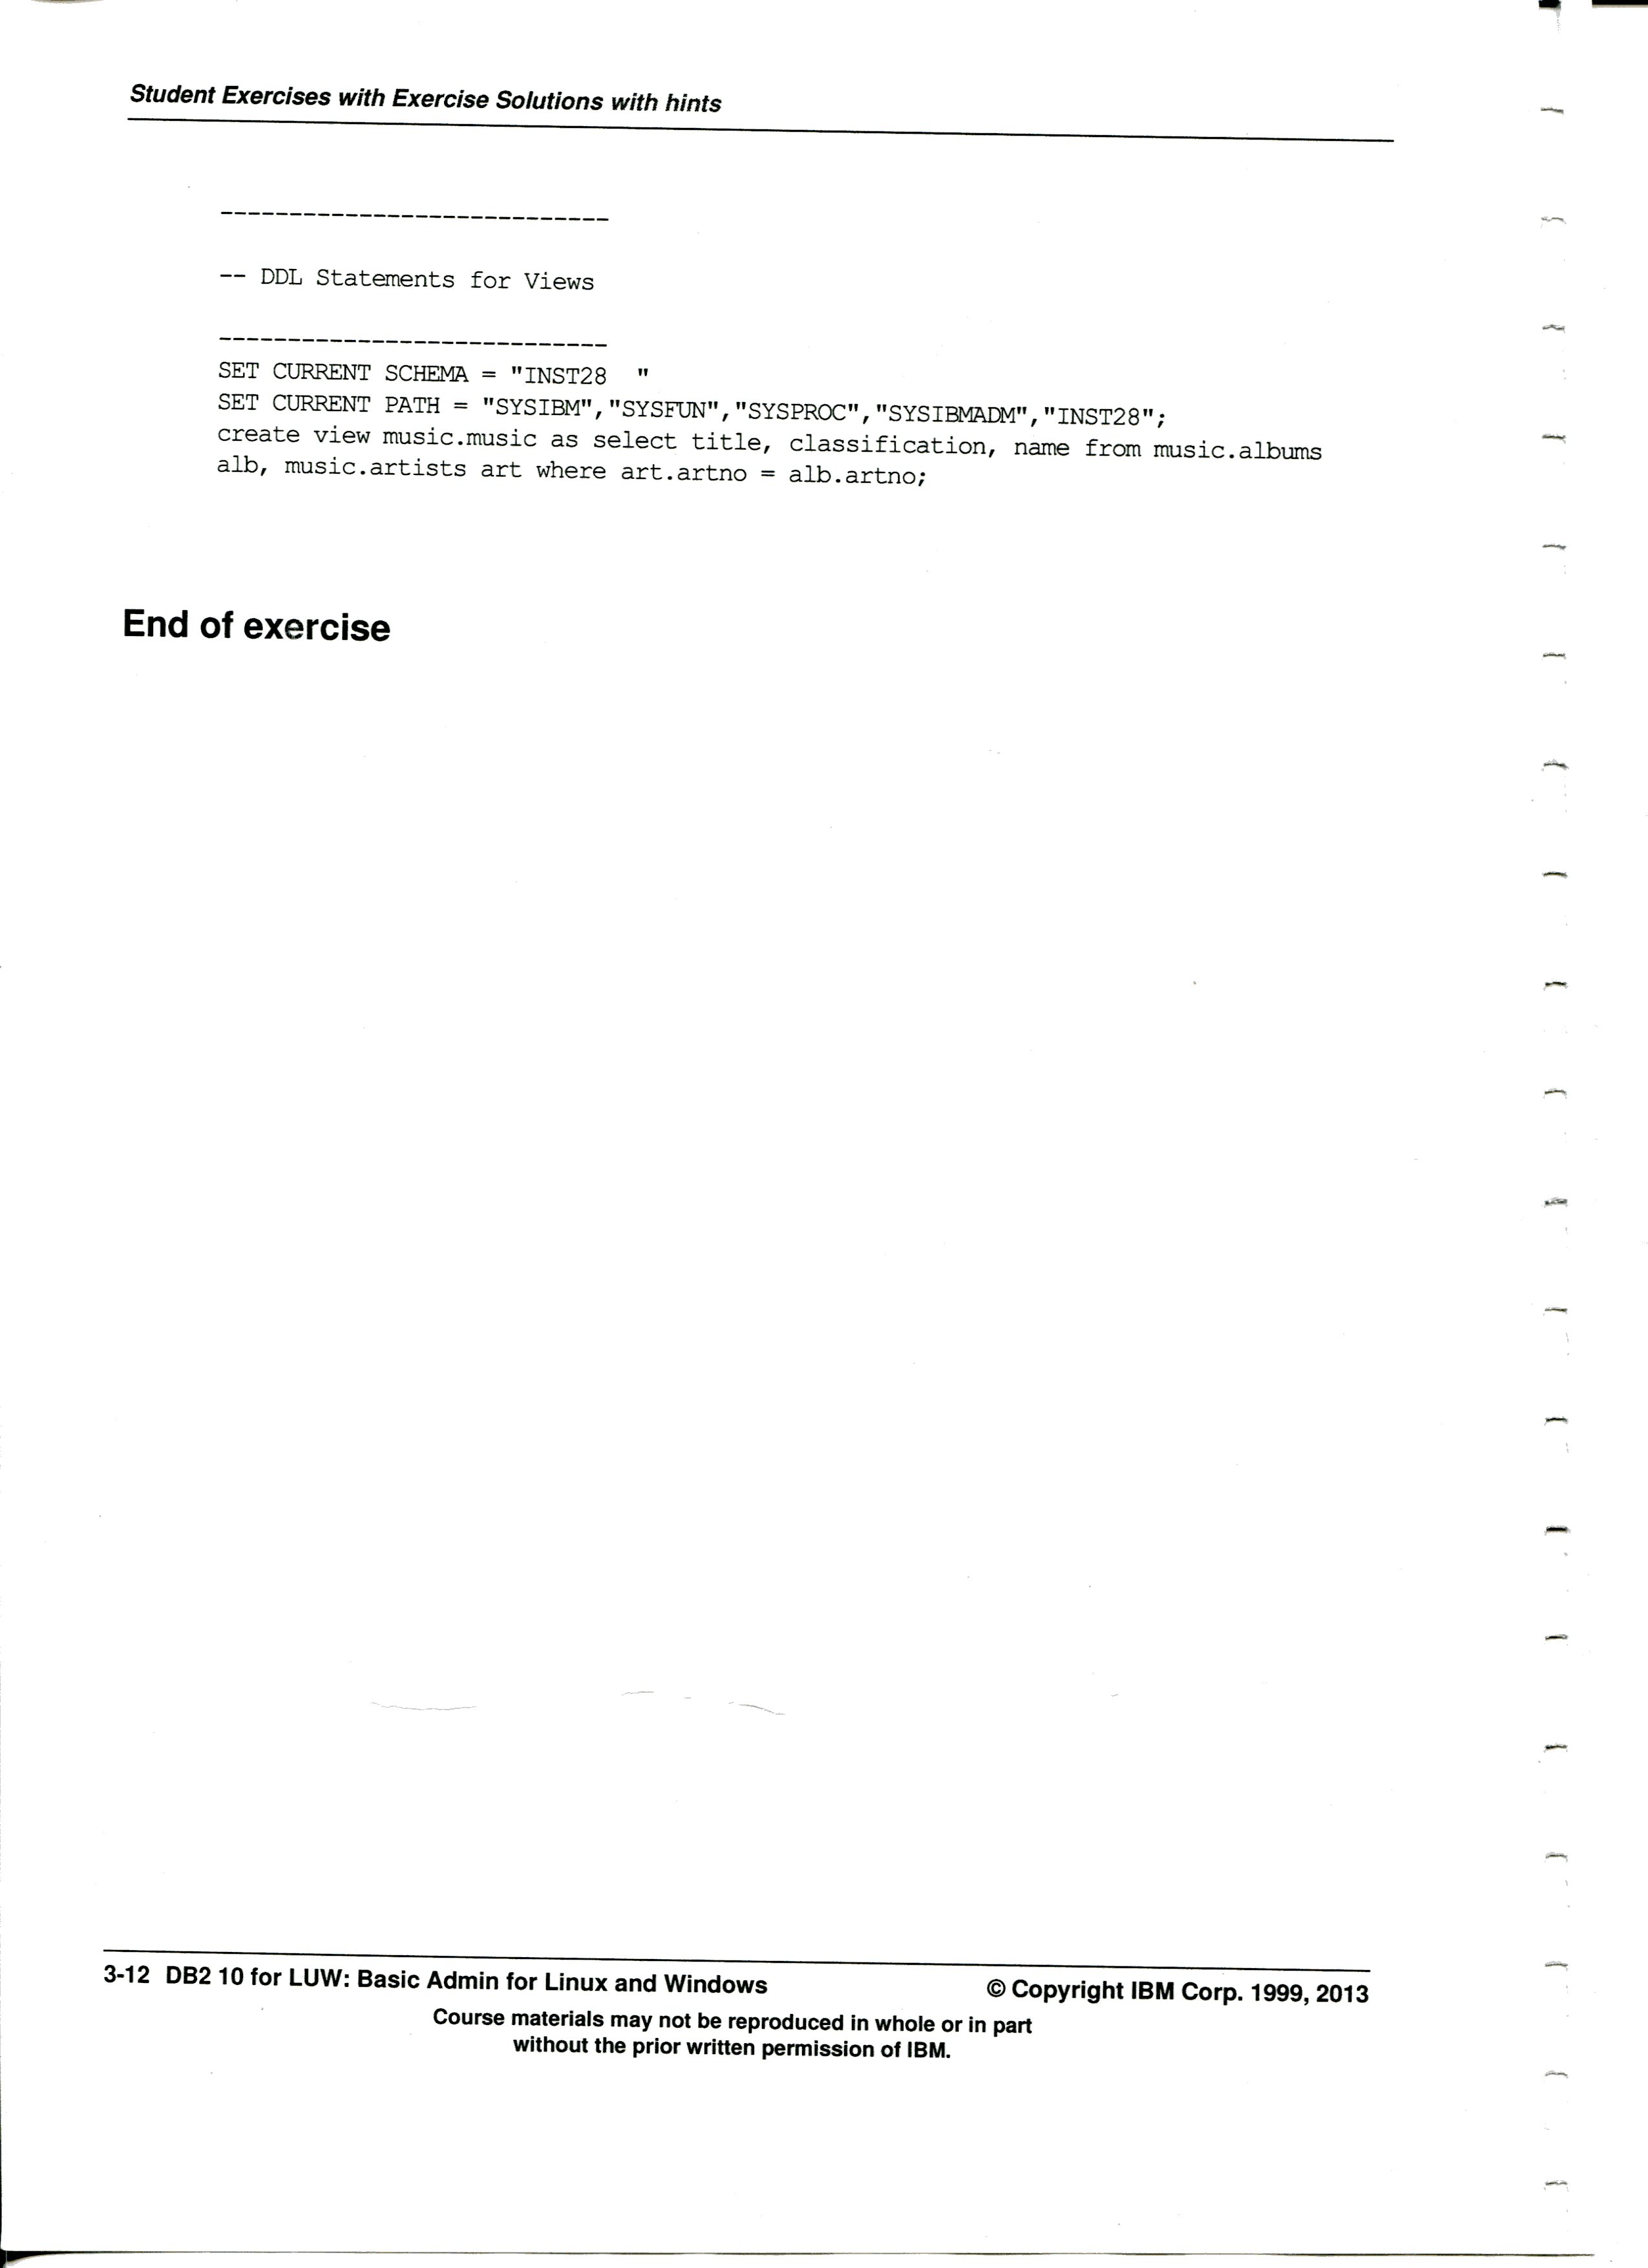 Student Exercises with Exercise Solutions with hints
----------------------------
-- DDL Statements for Views
----------------------------
SET CURRENT SCHEMA = "INST28  "
SET CURRENT PATH = "SYSIBM","SYSFUN","SYSPROC","SYSIBMADM","INST28";
create view music.music as select title, classification, name from music.albums
alb, music.artists art where art.artno = alb.artno;
End of exercise
3-12 DB2 10 for LUW: Basic Admin for Linux and Windows
© Copyright IBM Corp. 1999, 2013
Course materials may not be reproduced in whole or in part
without the prior written permission of IBM.